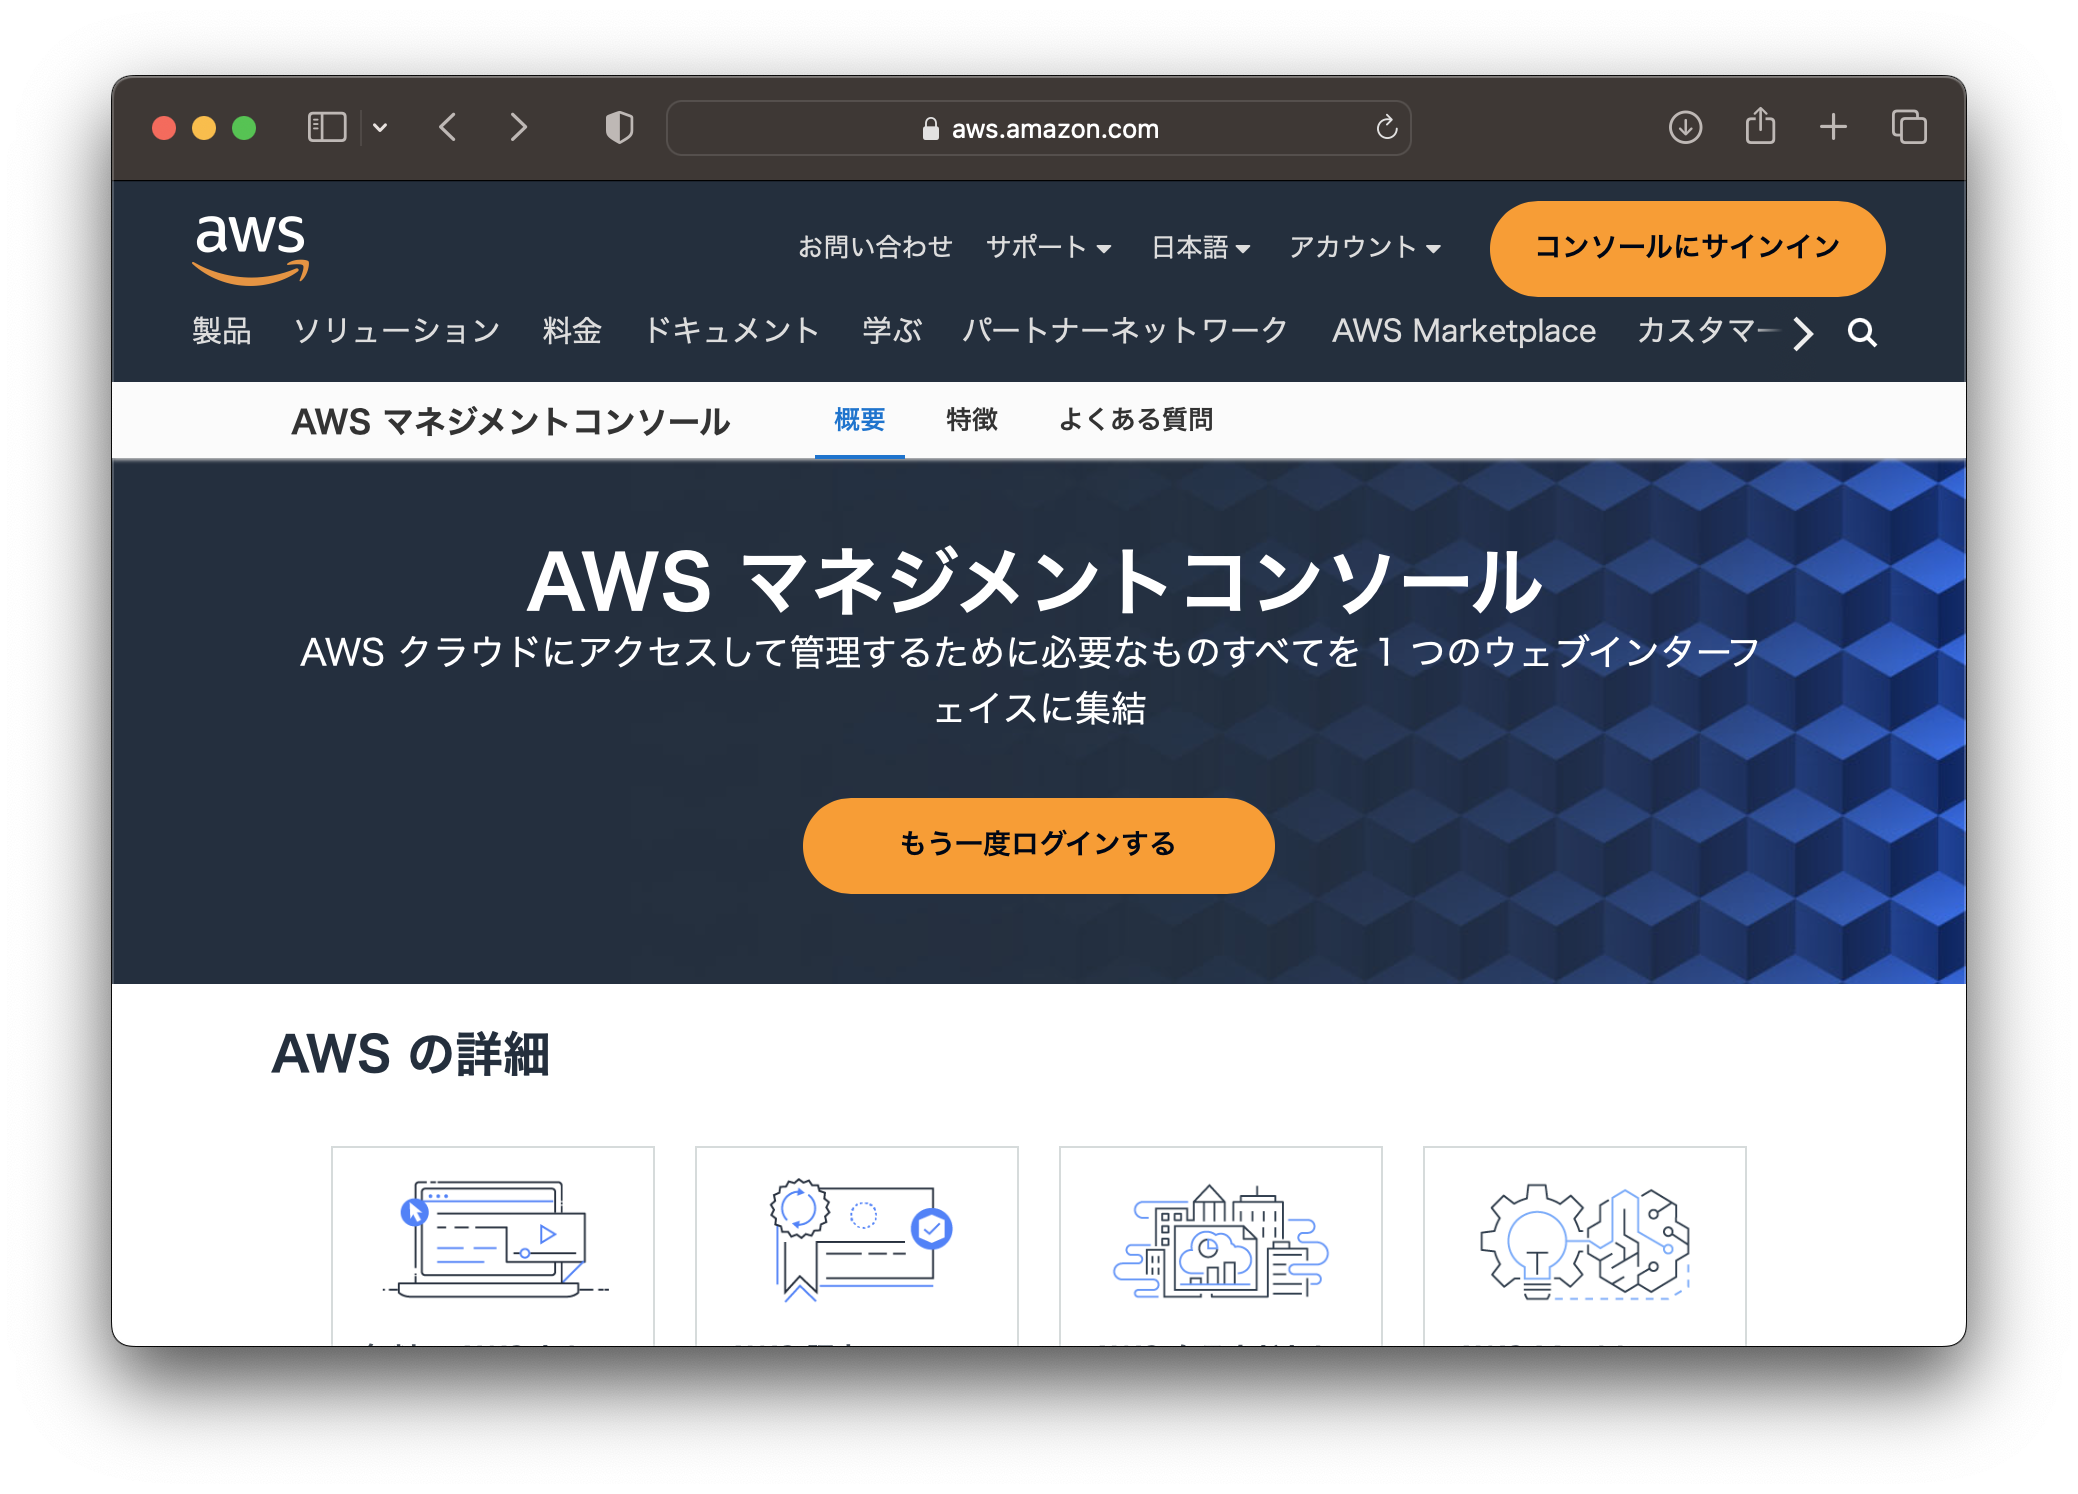 aws.amazon.com
aws
お問い合わせ サポート 日本語 アカウント コンソールにサインイン
製品 ソリューション 料金 ドキュメント 学ぶ パートナーネットワーク AWS Marketplace カスタマー
AWS マネジメントコンソール 概要 特徴 よくある質問
AWS マネジメントコンソール
AWS クラウドにアクセスして管理するために必要なものすべてを 1 つのウェブインターフ
ェイスに集結
もう一度ログインする
AWS の詳細